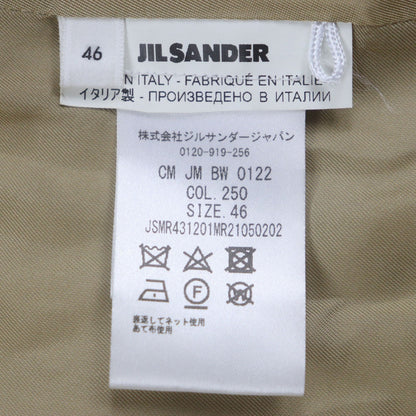 46
JIL SANDER
N ITALY - FABRIQUÉ EN ITALIE
イタリア製 - ПРОИЗВЕДЕНО В ИТАЛИИ
株式会社ジルサンダージャパン
0120-919-256
CM JM BW 0122
COL. 250
SIZE. 46
JSMR431201MR21050202
F W
裏返してネット使用
あて布使用